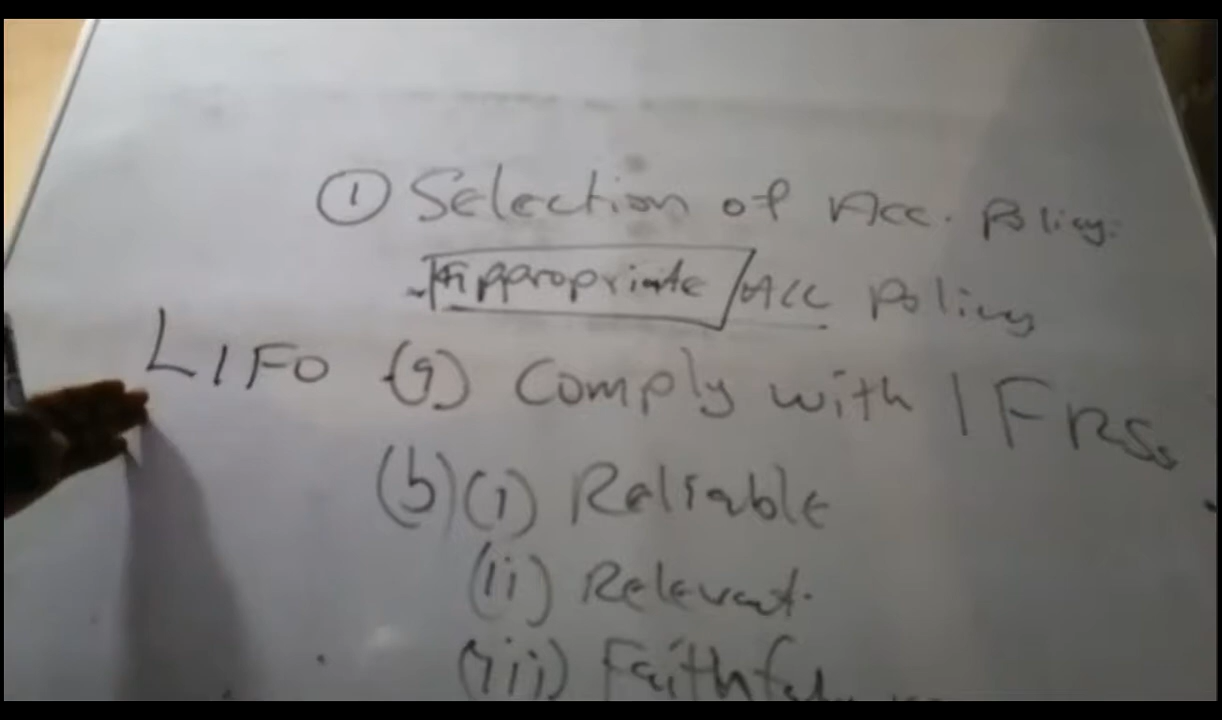 ① Selection of Acc. Policy.
Appropriate Acc Policy
LIFO (a) Comply with IFRSs
(b) (i) Reliable
(ii) Relevant.
(iii) Faithful